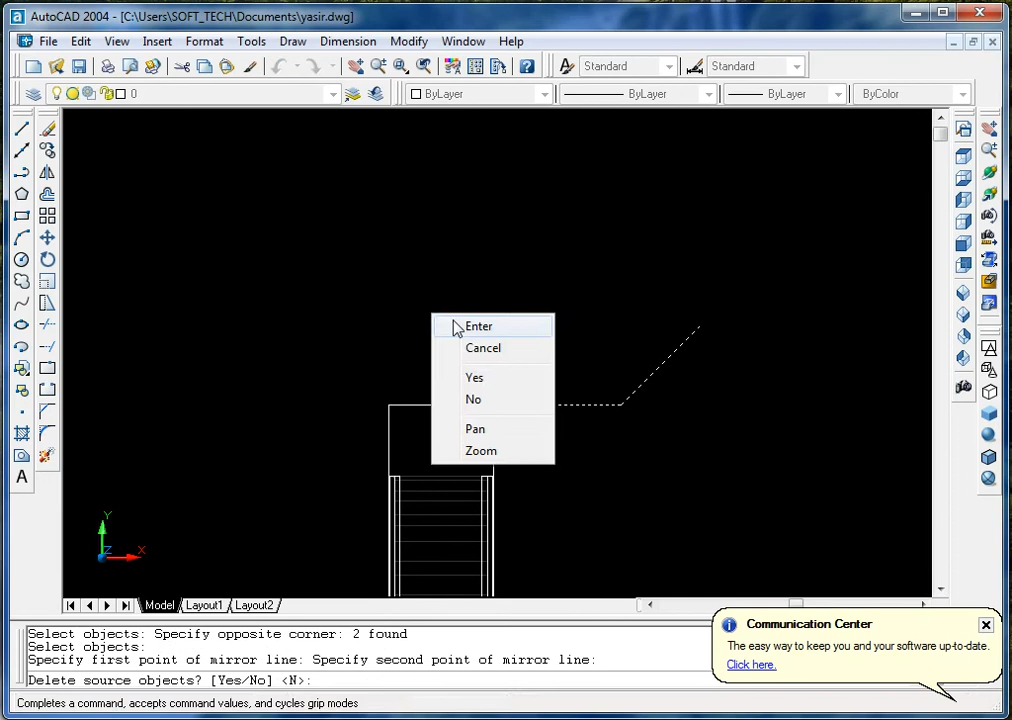 AutoCAD 2004 - [C:\Users\SOFT_TECH\Documents\yasir.dwg]
File Edit View Insert Format Tools Draw Dimension Modify Window Help
Standard Standard
0 ByLayer ByLayer ByLayer ByColor
Enter
Cancel
Yes
No
Pan
Zoom
Y
Z X
A
Model Layout1 Layout2
Select objects: Specify opposite corner: 2 found
Select objects:
Specify first point of mirror line: Specify second point of mirror line:
Delete source objects? [Yes/No] <N>:
Communication Center
The easy way to keep you and your software up-to-date.
Click here.
Completes a command, accepts command values, and cycles grip modes